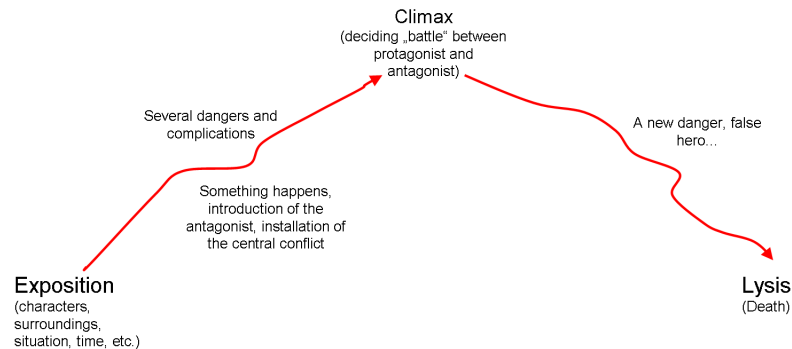 Climax
(deciding „battle“ between
protagonist and
antagonist)
Several dangers and
complications
A new danger, false
hero...
Something happens,
introduction of the
antagonist, installation of
the central conflict
Exposition
(characters,
surroundings,
situation, time, etc.)
Lysis
(Death)